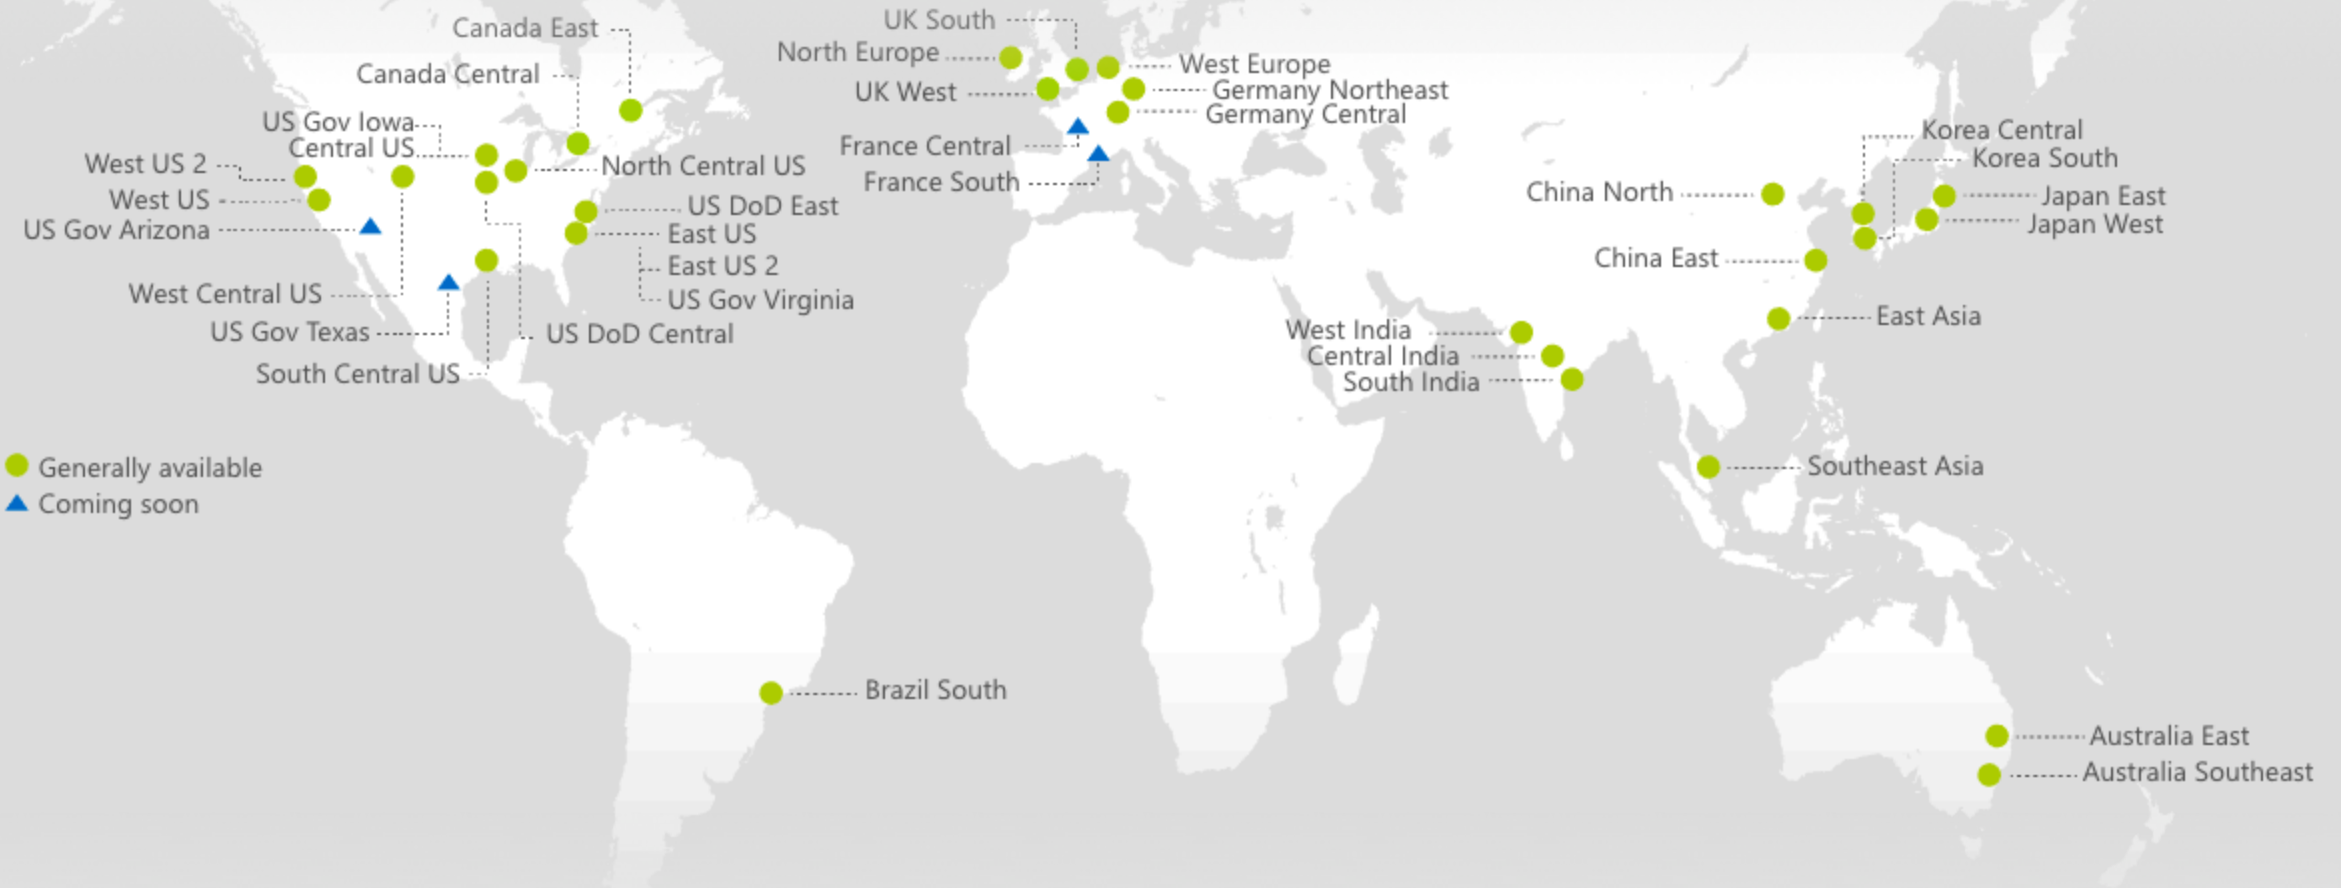 Canada East
Canada Central
US Gov Iowa
Central US
West US 2
West US
US Gov Arizona
West Central US
US Gov Texas
South Central US
North Central US
US DoD East
East US
East US 2
US Gov Virginia
US DoD Central
UK South
North Europe
UK West
France Central
France South
West Europe
Germany Northeast
Germany Central
Korea Central
Korea South
China North
Japan East
Japan West
China East
East Asia
West India
Central India
South India
Southeast Asia
Generally available
Coming soon
Brazil South
Australia East
Australia Southeast